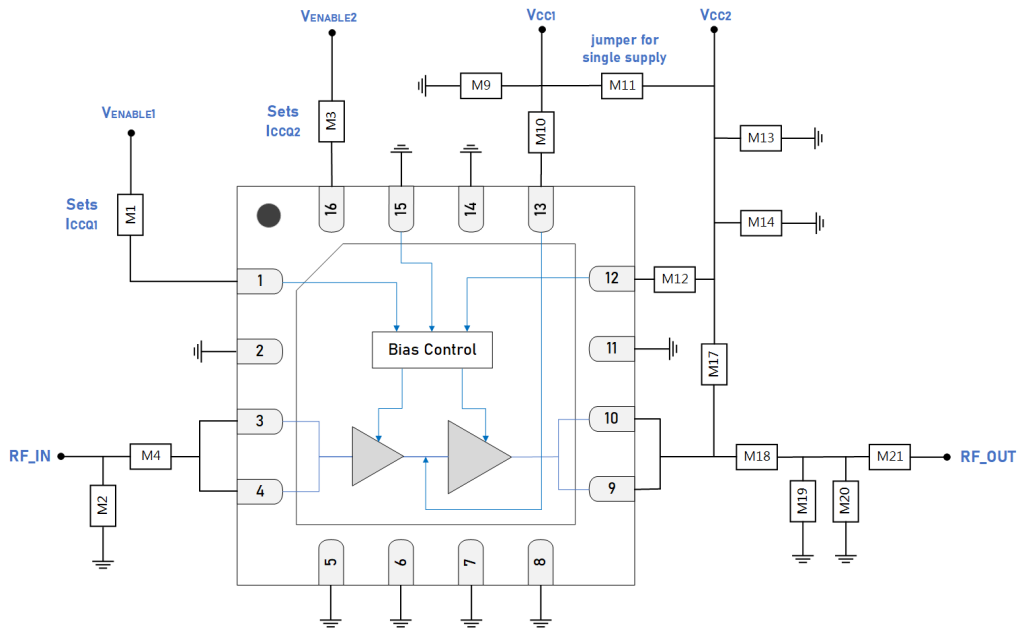 VENABLE2
VCC1
VCC2
jumper for
single supply
M9
M11
VENABLE1
Sets
ICCQ2
M3
M10
M13
Sets
ICCQ1
M1
16
15
14
13
M14
1
12
M12
2
Bias Control
11
M17
3
10
RF_IN
M4
M18
M21
RF_OUT
4
9
M2
M19
M20
5
6
7
8